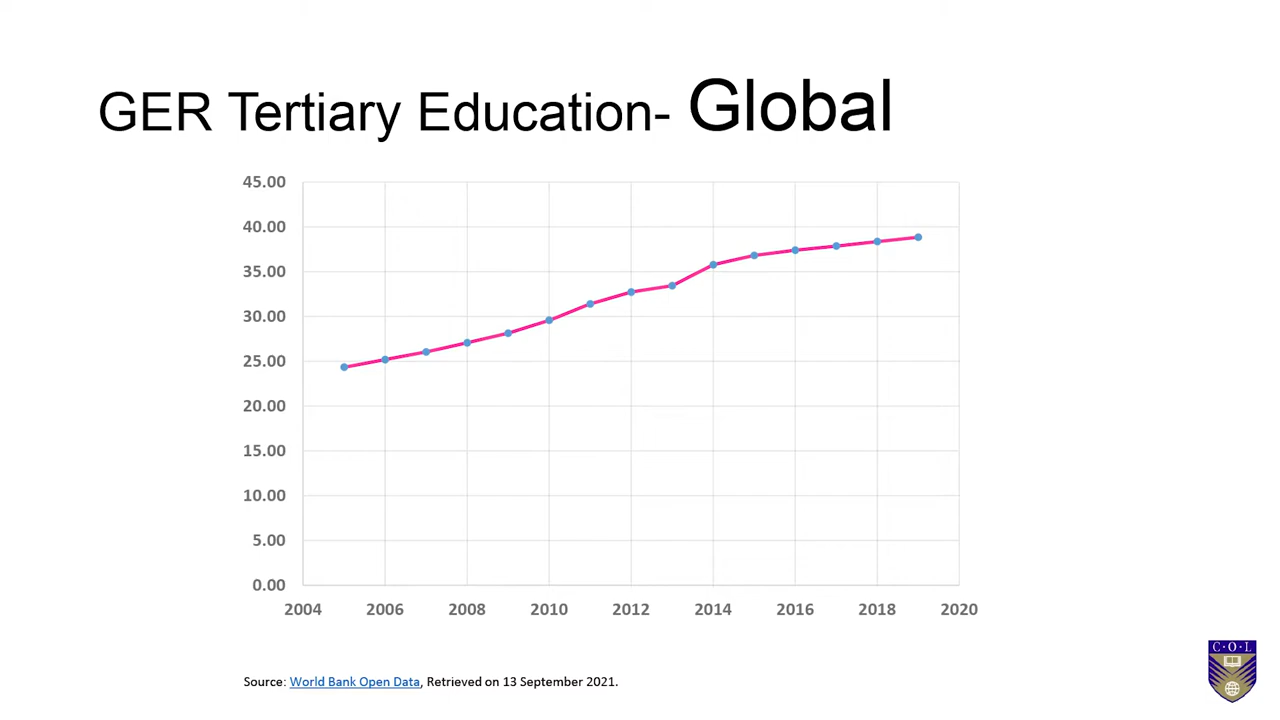 GER Tertiary Education- Global
45.00
40.00
35.00
30.00
25.00
20.00
15.00
10.00
5.00
0.00
2004 2006 2008 2010 2012 2014 2016 2018 2020
Source: World Bank Open Data, Retrieved on 13 September 2021.
C·O·L